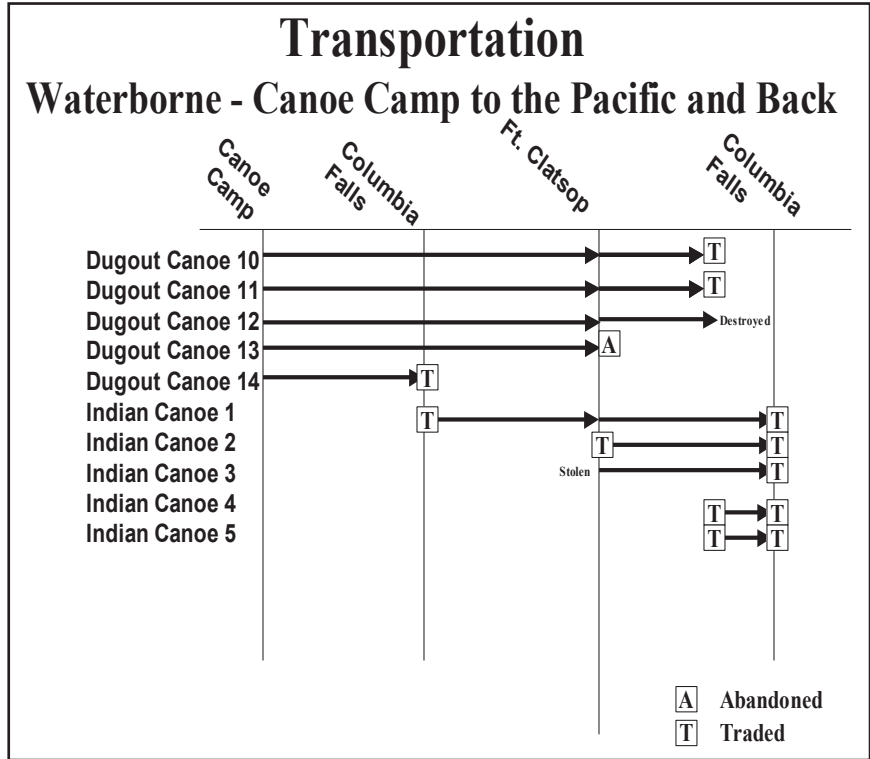 Transportation
Waterborne - Canoe Camp to the Pacific and Back
Canoe
Camp
Columbia
Falls
Ft. Clatsop
Columbia
Falls
Dugout Canoe 10
T
Dugout Canoe 11
T
Dugout Canoe 12
Destroyed
Dugout Canoe 13
A
Dugout Canoe 14
T
Indian Canoe 1
T
T
Indian Canoe 2
T
T
Indian Canoe 3
Stolen
T
Indian Canoe 4
T
T
Indian Canoe 5
T
T
A Abandoned
T Traded